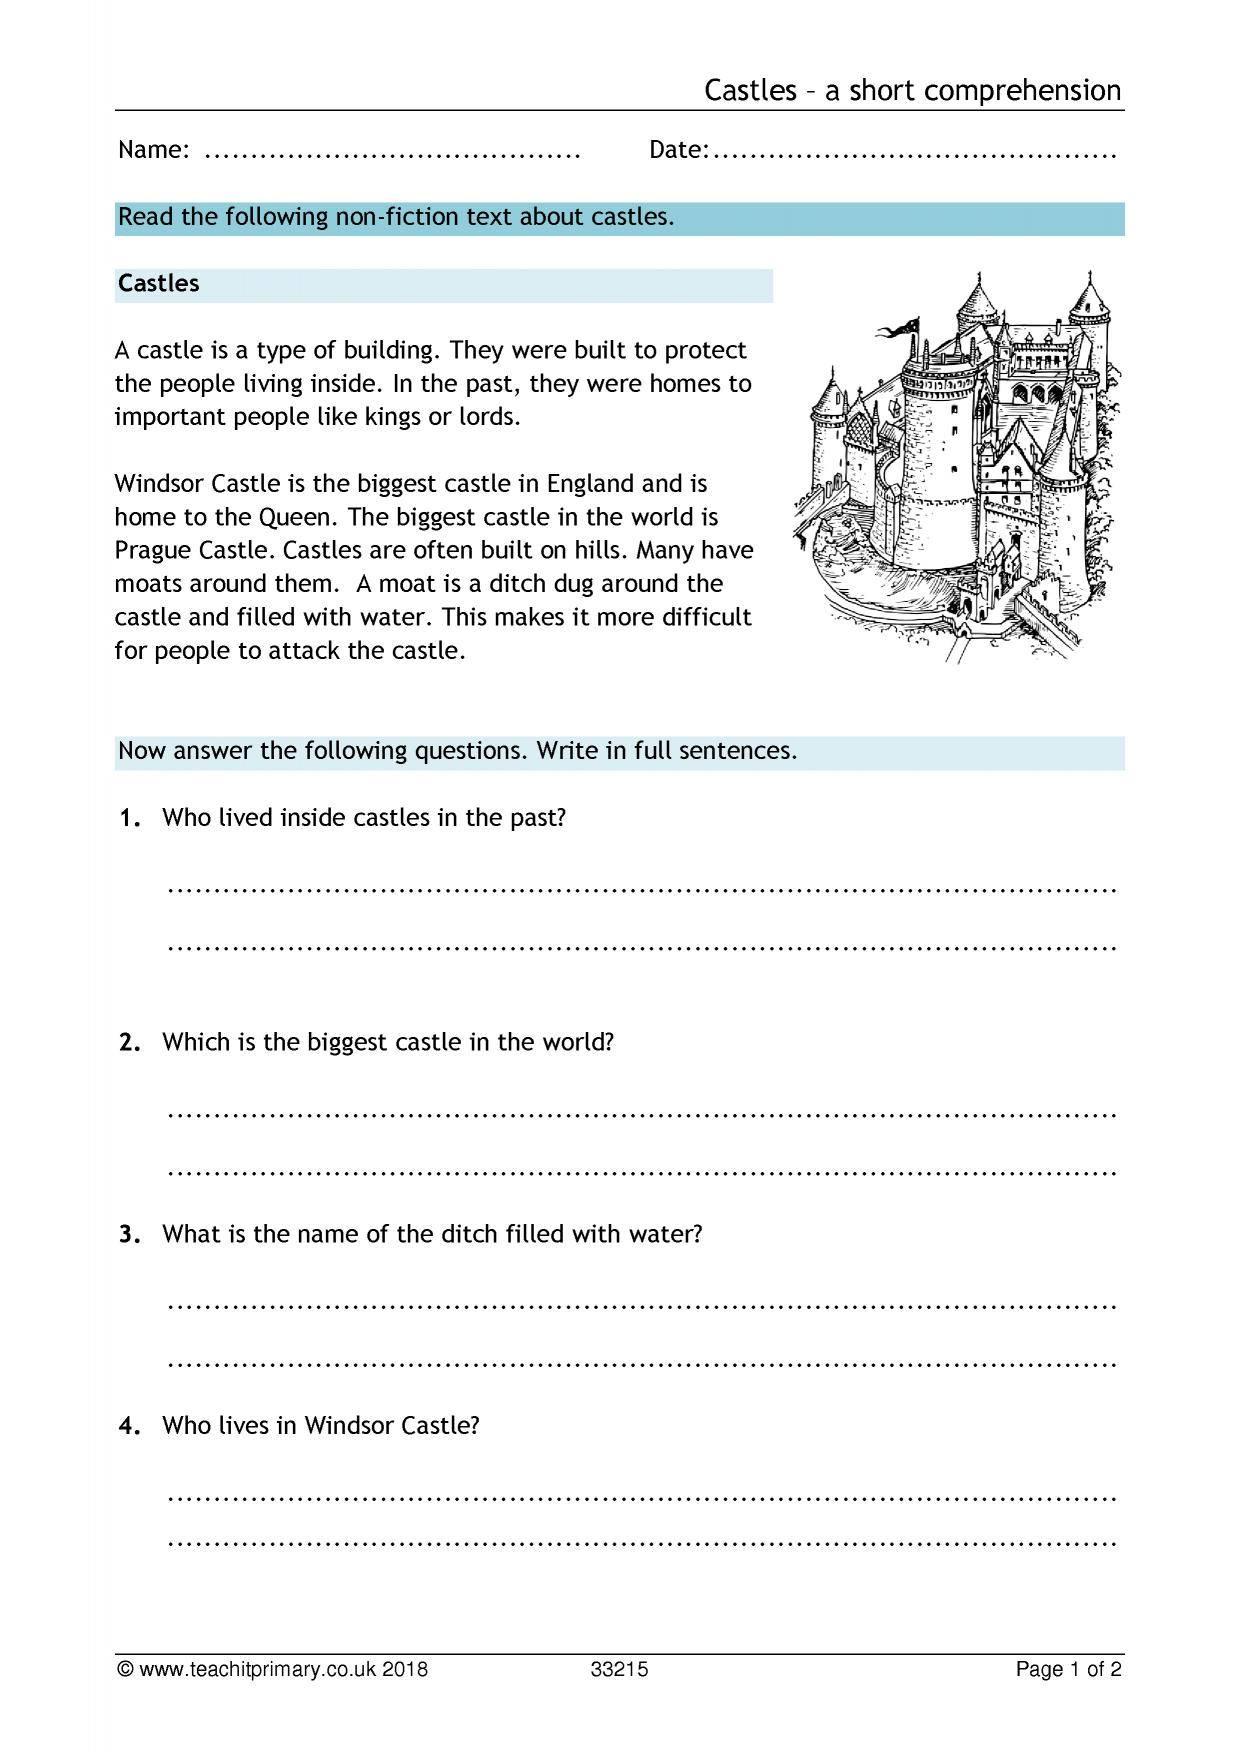 Castles – a short comprehension
Name: ......................................... Date:............................................
Read the following non-fiction text about castles.
Castles
A castle is a type of building. They were built to protect
the people living inside. In the past, they were homes to
important people like kings or lords.
Windsor Castle is the biggest castle in England and is
home to the Queen. The biggest castle in the world is
Prague Castle. Castles are often built on hills. Many have
moats around them.  A moat is a ditch dug around the
castle and filled with water. This makes it more difficult
for people to attack the castle.
Now answer the following questions. Write in full sentences.
1. Who lived inside castles in the past?
........................................................................................................
........................................................................................................
2. Which is the biggest castle in the world?
........................................................................................................
........................................................................................................
3. What is the name of the ditch filled with water?
........................................................................................................
........................................................................................................
4. Who lives in Windsor Castle?
........................................................................................................
........................................................................................................
© www.teachitprimary.co.uk 2018 33215 Page 1 of 2